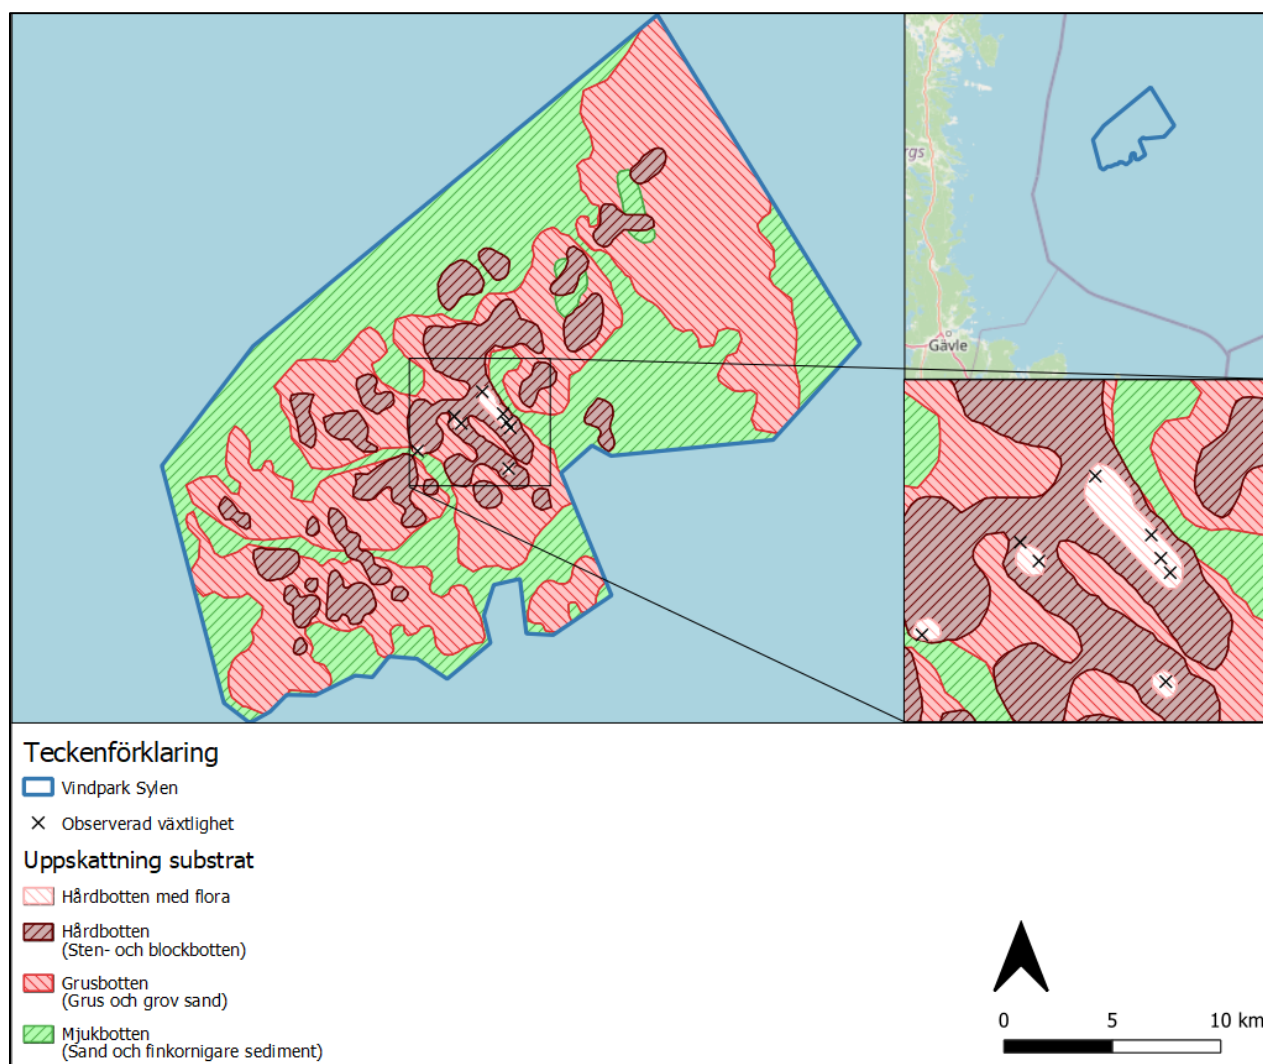 rgs
Gävle
Teckenförklaring
Vindpark Sylen
Observerad växtlighet
Uppskattning substrat
Hårdbotten med flora
Hårdbotten
(Sten- och blockbotten)
Grusbotten
(Grus och grov sand)
Mjukbotten
(Sand och finkornigare sediment)
0 5 10 km